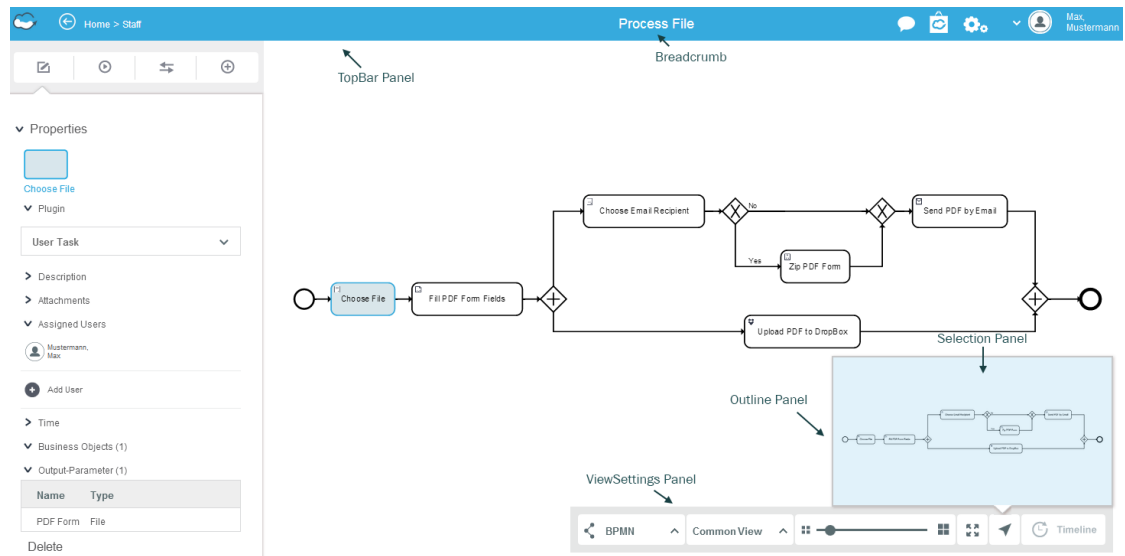 Home > Staff
Process File
Max,
Mustermann
TopBar Panel
Breadcrumb
Properties
Choose File
Plugin
User Task
Description
Attachments
Assigned Users
Mustermann,
Max
Add User
Time
Business Objects (1)
Output-Parameter (1)
Name Type
PDF Form File
Delete
Choose Email Recipient
No
Send PDF by Email
Yes
Zip PDF Form
Choose File
Fill PDF Form Fields
Upload PDF to DropBox
Selection Panel
Outline Panel
ViewSettings Panel
BPMN
Common View
Timeline